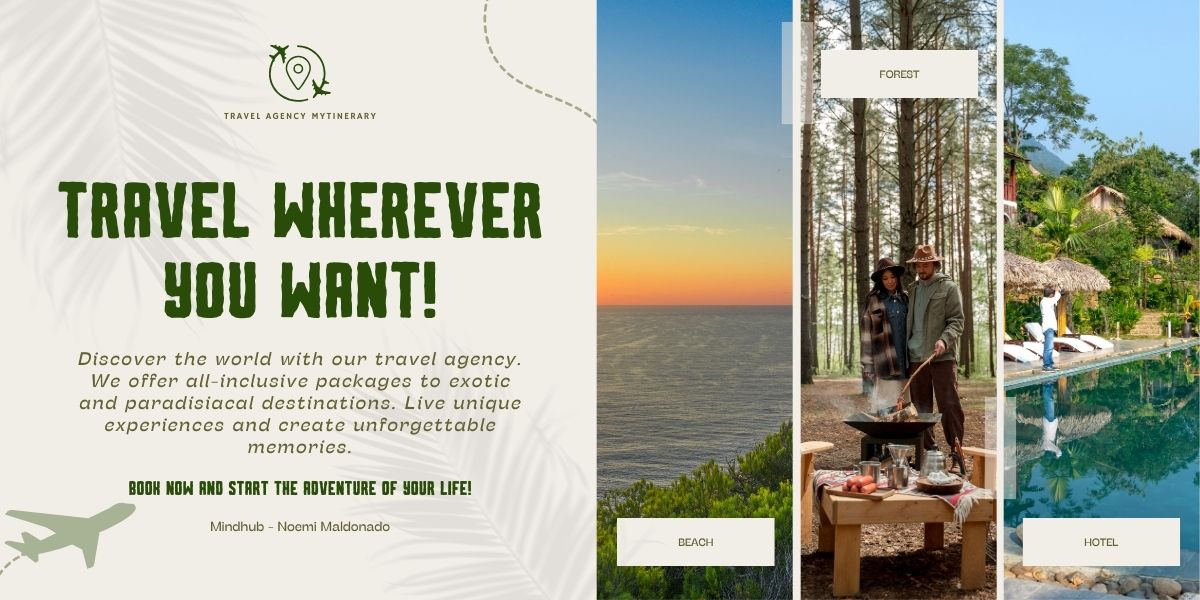 TRAVEL AGENCY MYTINERARY
TRAVEL WHEREVER
YOU WANT!
Discover the world with our travel agency.
We offer all-inclusive packages to exotic
and paradisiacal destinations. Live unique
experiences and create unforgettable
memories.
BOOK NOW AND START THE ADVENTURE OF YOUR LIFE!
Mindhub - Noemi Maldonado
BEACH
FOREST
HOTEL